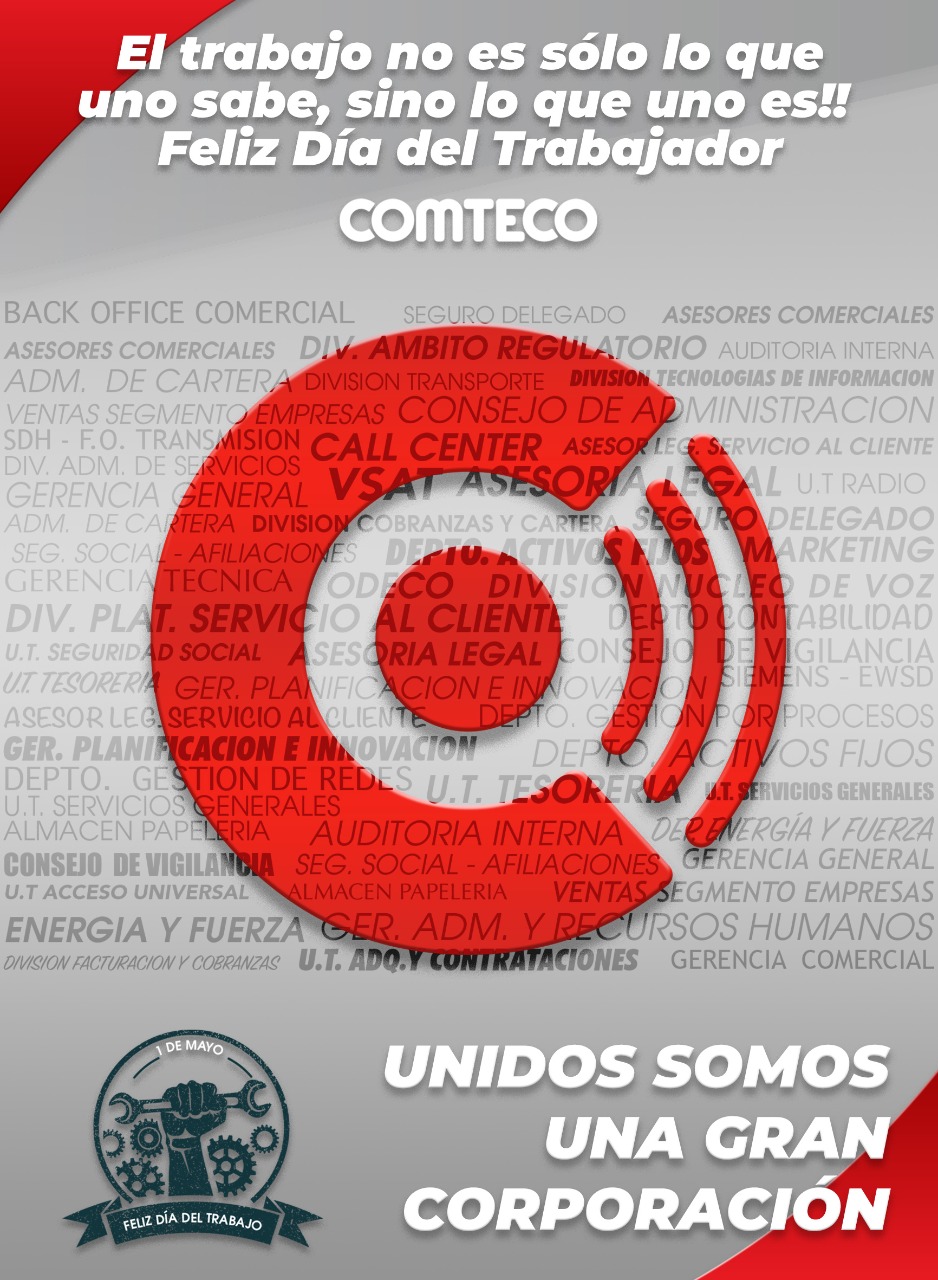 El trabajo no es sólo lo que
uno sabe, sino lo que uno es!!
Feliz Día del Trabajador
COMTECO
BACK OFFICE COMERCIAL SEGURO DELEGADO ASESORES COMERCIALES
ASESORES COMERCIALES DIV. AMBITO REGULATORIO AUDITORIA INTERNA
ADM. DE CARTERA DIVISION TRANSPORTE DIVISION TECNOLOGIAS DE INFORMACION
VENTAS SEGMENTO EMPRESAS CONSEJO DE ADMINISTRACION
SDH - F.O. TRANSMISION CALL CENTER ASESOR LEG. SERVICIO AL CLIENTE
DIV. ADM. DE SERVICIOS
GERENCIA GENERAL VSAT ASESORIA LEGAL U.T RADIO
ADM. DE CARTERA DIVISION COBRANZAS Y CARTERA SEGURO DELEGADO
SEG. SOCIAL - AFILIACIONES DEPTO. ACTIVOS FIJOS MARKETING
GERENCIA TECNICA ODECO DIVISION NUCLEO DE VOZ
DIV. PLAT. SERVICIO AL CLIENTE DEPTO CONTABILIDAD
U.T. SEGURIDAD SOCIAL ASESORIA LEGAL CONSEJO DE VIGILANCIA
U.T. TESORERIA GER. PLANIFICACION E INNOVACION SIEMENS - EWSD
ASESOR LEG. SERVICIO AL CLIENTE DEPTO. GESTION POR PROCESOS
GER. PLANIFICACION E INNOVACION DEPTO. ACTIVOS FIJOS
DEPTO. GESTION DE REDES U.T. TESORERIA U.T. SERVICIOS GENERALES
U.T. SERVICIOS GENERALES
ALMACEN PAPELERIA AUDITORIA INTERNA DEP. ENERGÍA Y FUERZA
CONSEJO DE VIGILANCIA SEG. SOCIAL - AFILIACIONES GERENCIA GENERAL
U.T ACCESO UNIVERSAL ALMACEN PAPELERIA VENTAS SEGMENTO EMPRESAS
ENERGIA Y FUERZA GER. ADM. Y RECURSOS HUMANOS
DIVISION FACTURACION Y COBRANZAS U.T. ADQ.Y CONTRATACIONES GERENCIA COMERCIAL
1 DE MAYO
FELIZ DÍA DEL TRABAJO
UNIDOS SOMOS
UNA GRAN
CORPORACIÓN